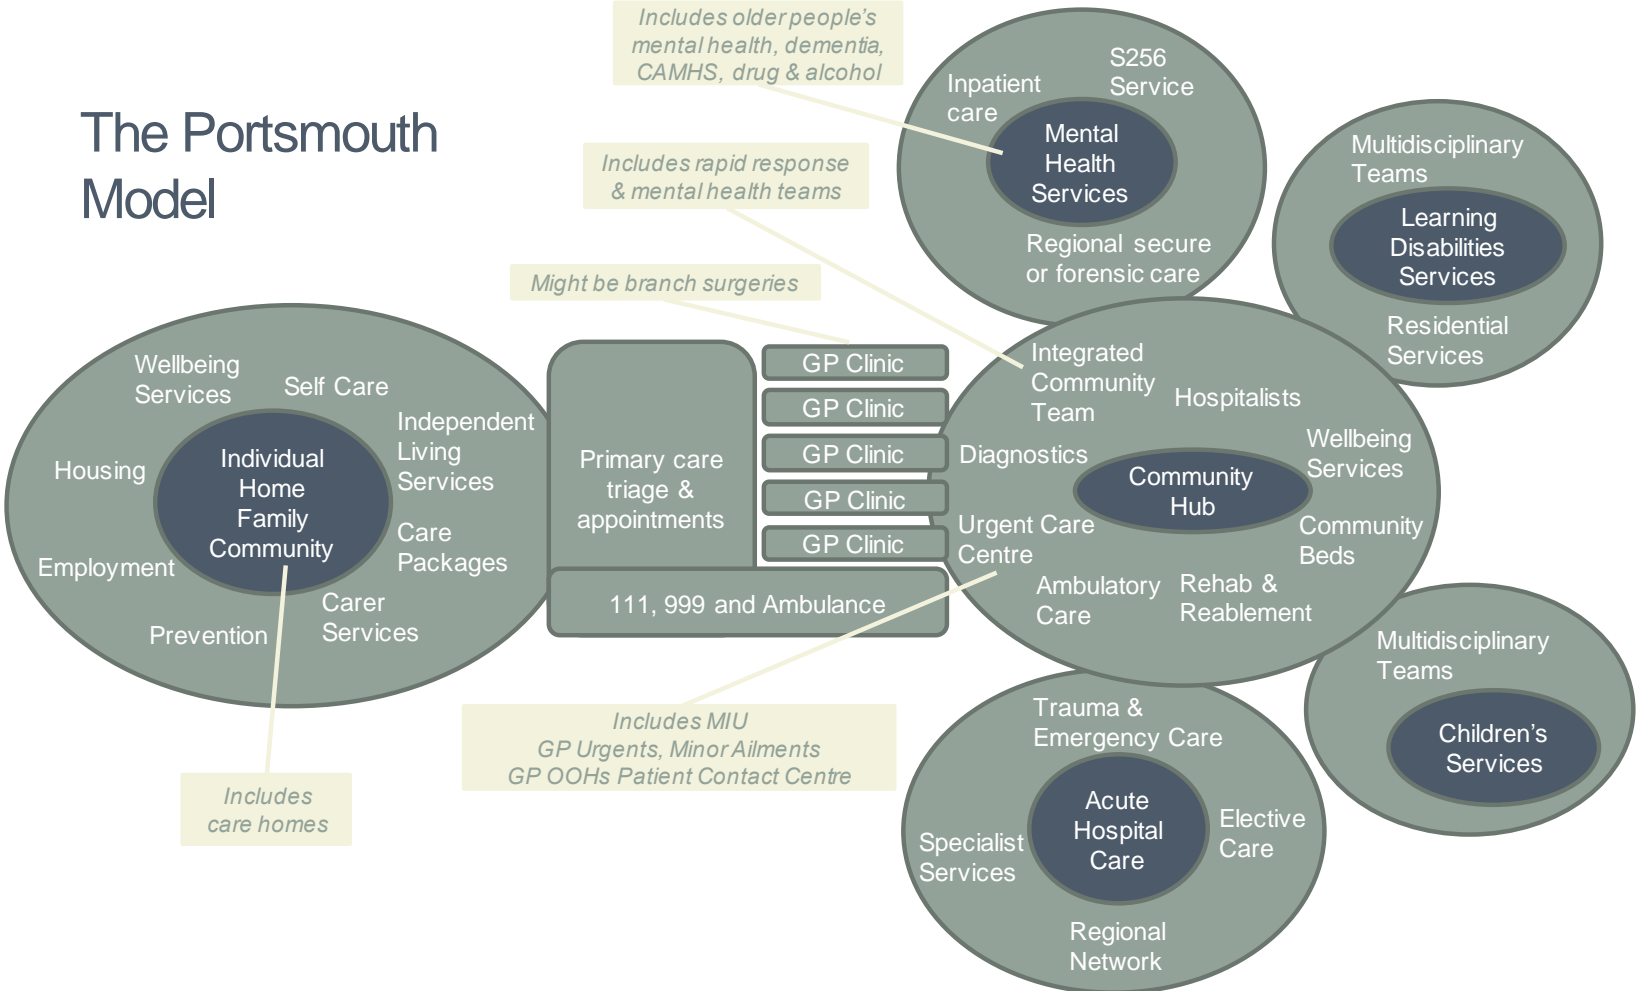 The Portsmouth
Model
Includes older people's
mental health, dementia,
CAMHS, drug & alcohol
Includes rapid response
& mental health teams
Might be branch surgeries
Wellbeing
Services
Self Care
Independent
Living
Services
Housing
Individual
Home
Family
Community
Care
Packages
Employment
Carer
Services
Prevention
Includes
care homes
Primary care
triage &
appointments
GP Clinic
GP Clinic
GP Clinic
GP Clinic
GP Clinic
111, 999 and Ambulance
Includes MIU
GP Urgents, Minor Ailments
GP OOHs Patient Contact Centre
Inpatient
care
S256
Service
Mental
Health
Services
Regional secure
or forensic care
Multidisciplinary
Teams
Learning
Disabilities
Services
Residential
Services
Integrated
Community
Team
Hospitalists
Diagnostics
Wellbeing
Services
Community
Hub
Urgent Care
Centre
Community
Beds
Ambulatory
Care
Rehab &
Reablement
Multidisciplinary
Teams
Children's
Services
Trauma &
Emergency Care
Acute
Hospital
Care
Elective
Care
Specialist
Services
Regional
Network